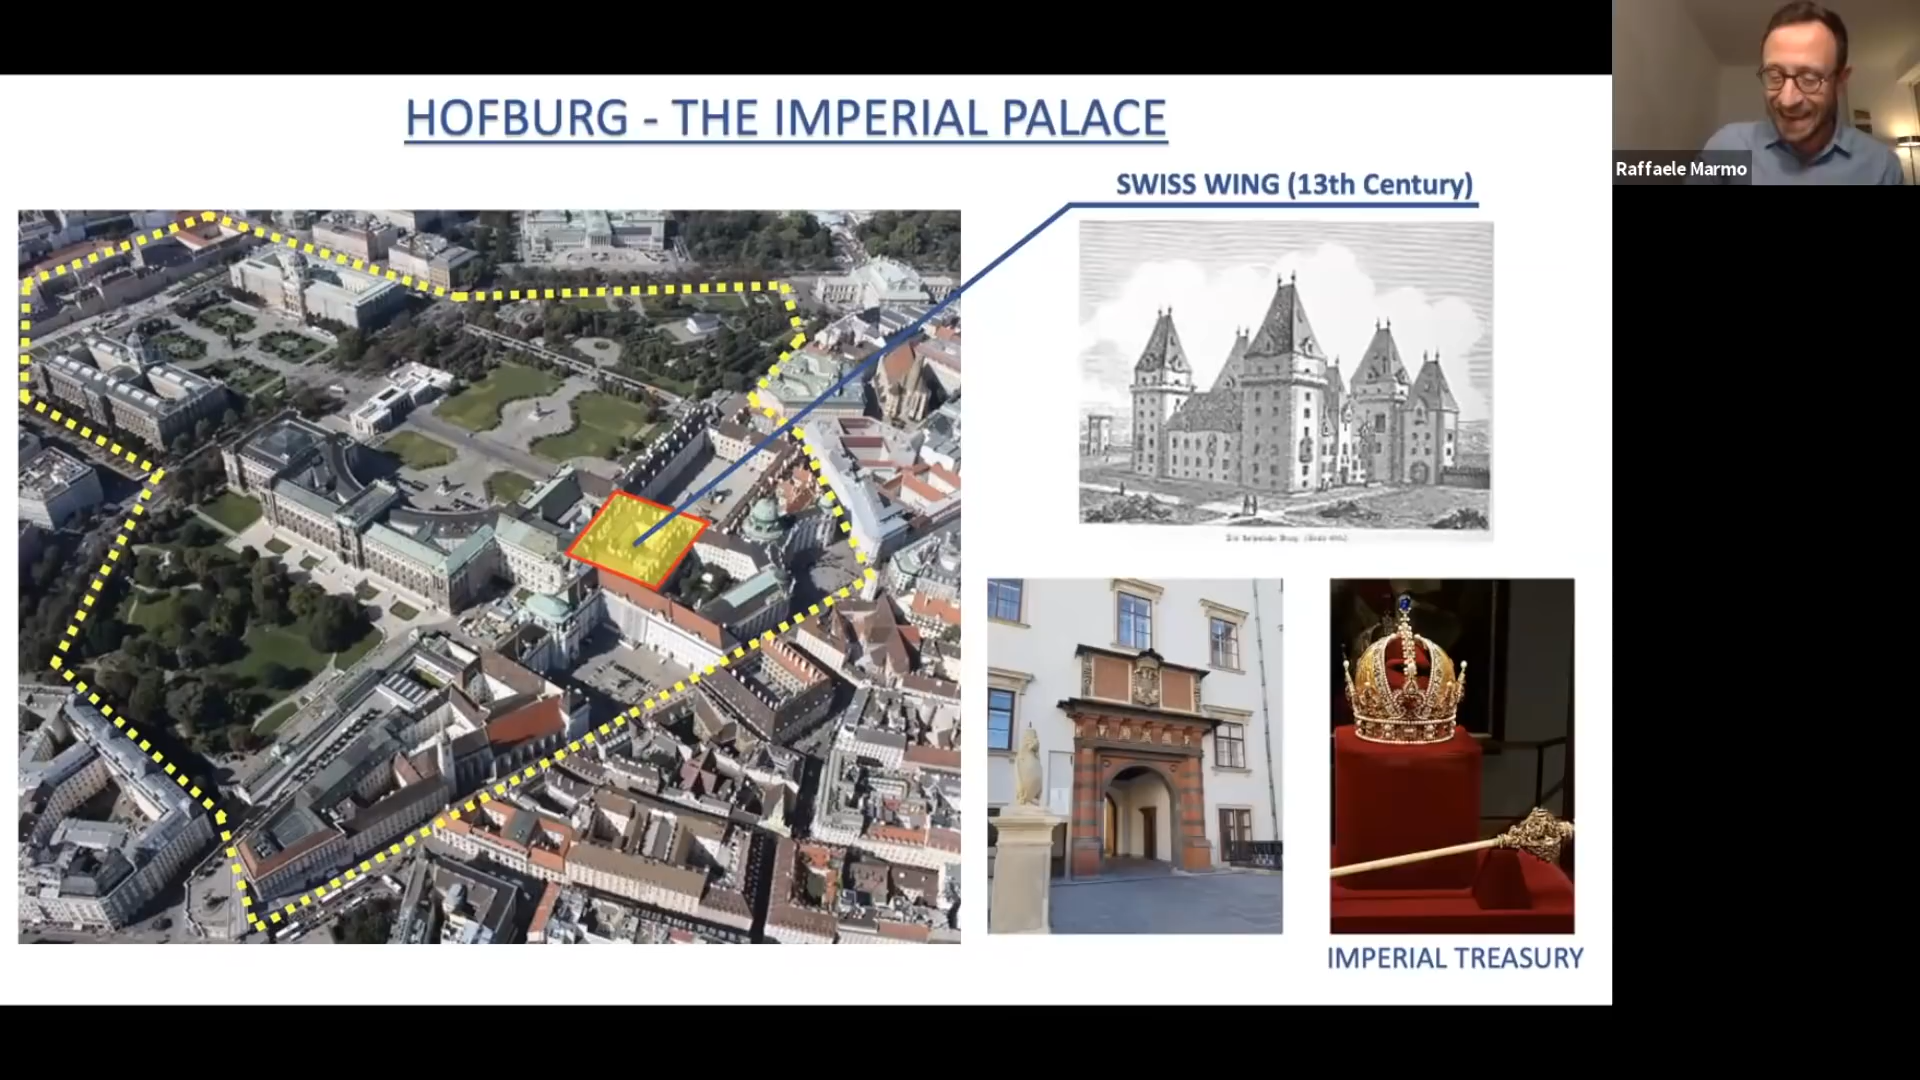 HOFBURG - THE IMPERIAL PALACE
Raffaele Marmo
SWISS WING (13th Century)
IMPERIAL TREASURY